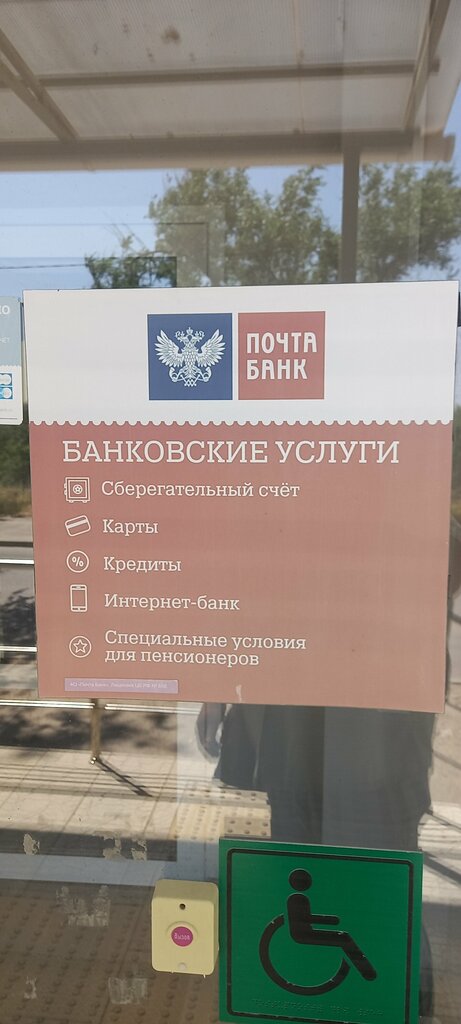 ПОЧТА
БАНК
БАНКОВСКИЕ УСЛУГИ
Сберегательный счёт
Карты
Кредиты
Интернет-банк
Специальные условия
для пенсионеров
Вызов